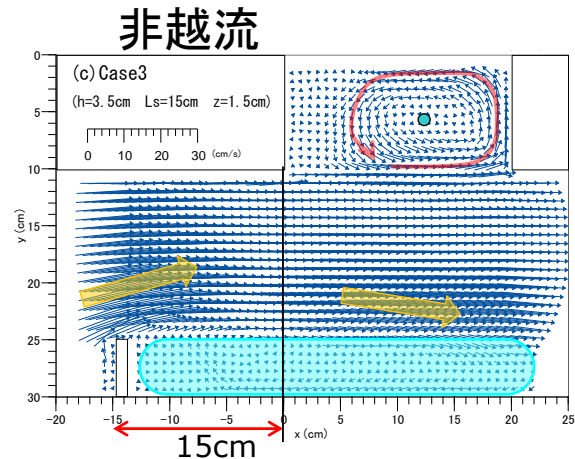 非越流
(c) Case3
(h=3.5cm Ls=15cm z=1.5cm)
0 10 20 30 (cm/s)
0
5
10
15
20
25
30
y (cm)
-20 -15 -10 -5 0 5 10 15 20 25
x (cm)
15cm